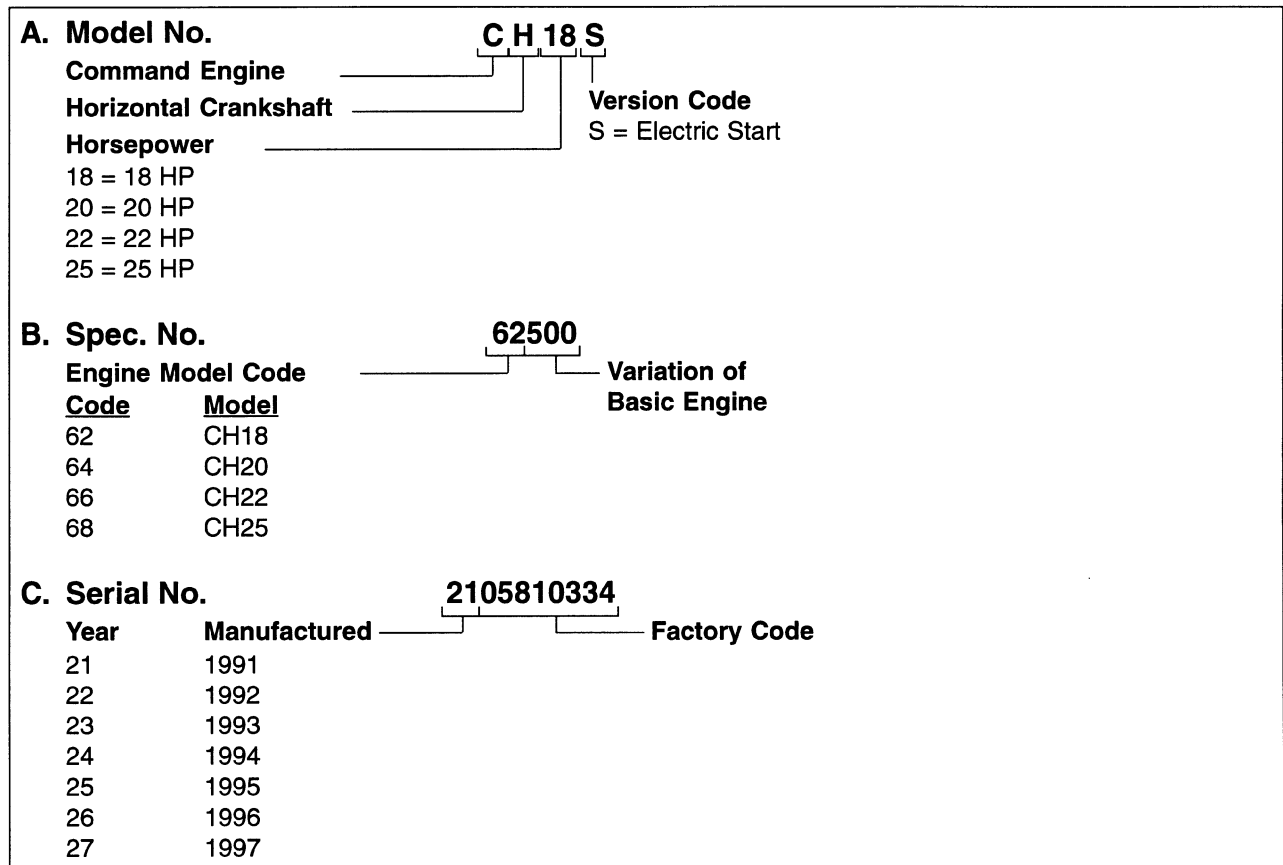 A. Model No. CH18S
Command Engine
Horizontal Crankshaft Version Code
Horsepower S = Electric Start
18 = 18 HP
20 = 20 HP
22 = 22 HP
25 = 25 HP
B. Spec. No. 62500
Engine Model Code Variation of
Code Model Basic Engine
62 CH18
64 CH20
66 CH22
68 CH25
C. Serial No. 2105810334
Year Manufactured Factory Code
21 1991
22 1992
23 1993
24 1994
25 1995
26 1996
27 1997